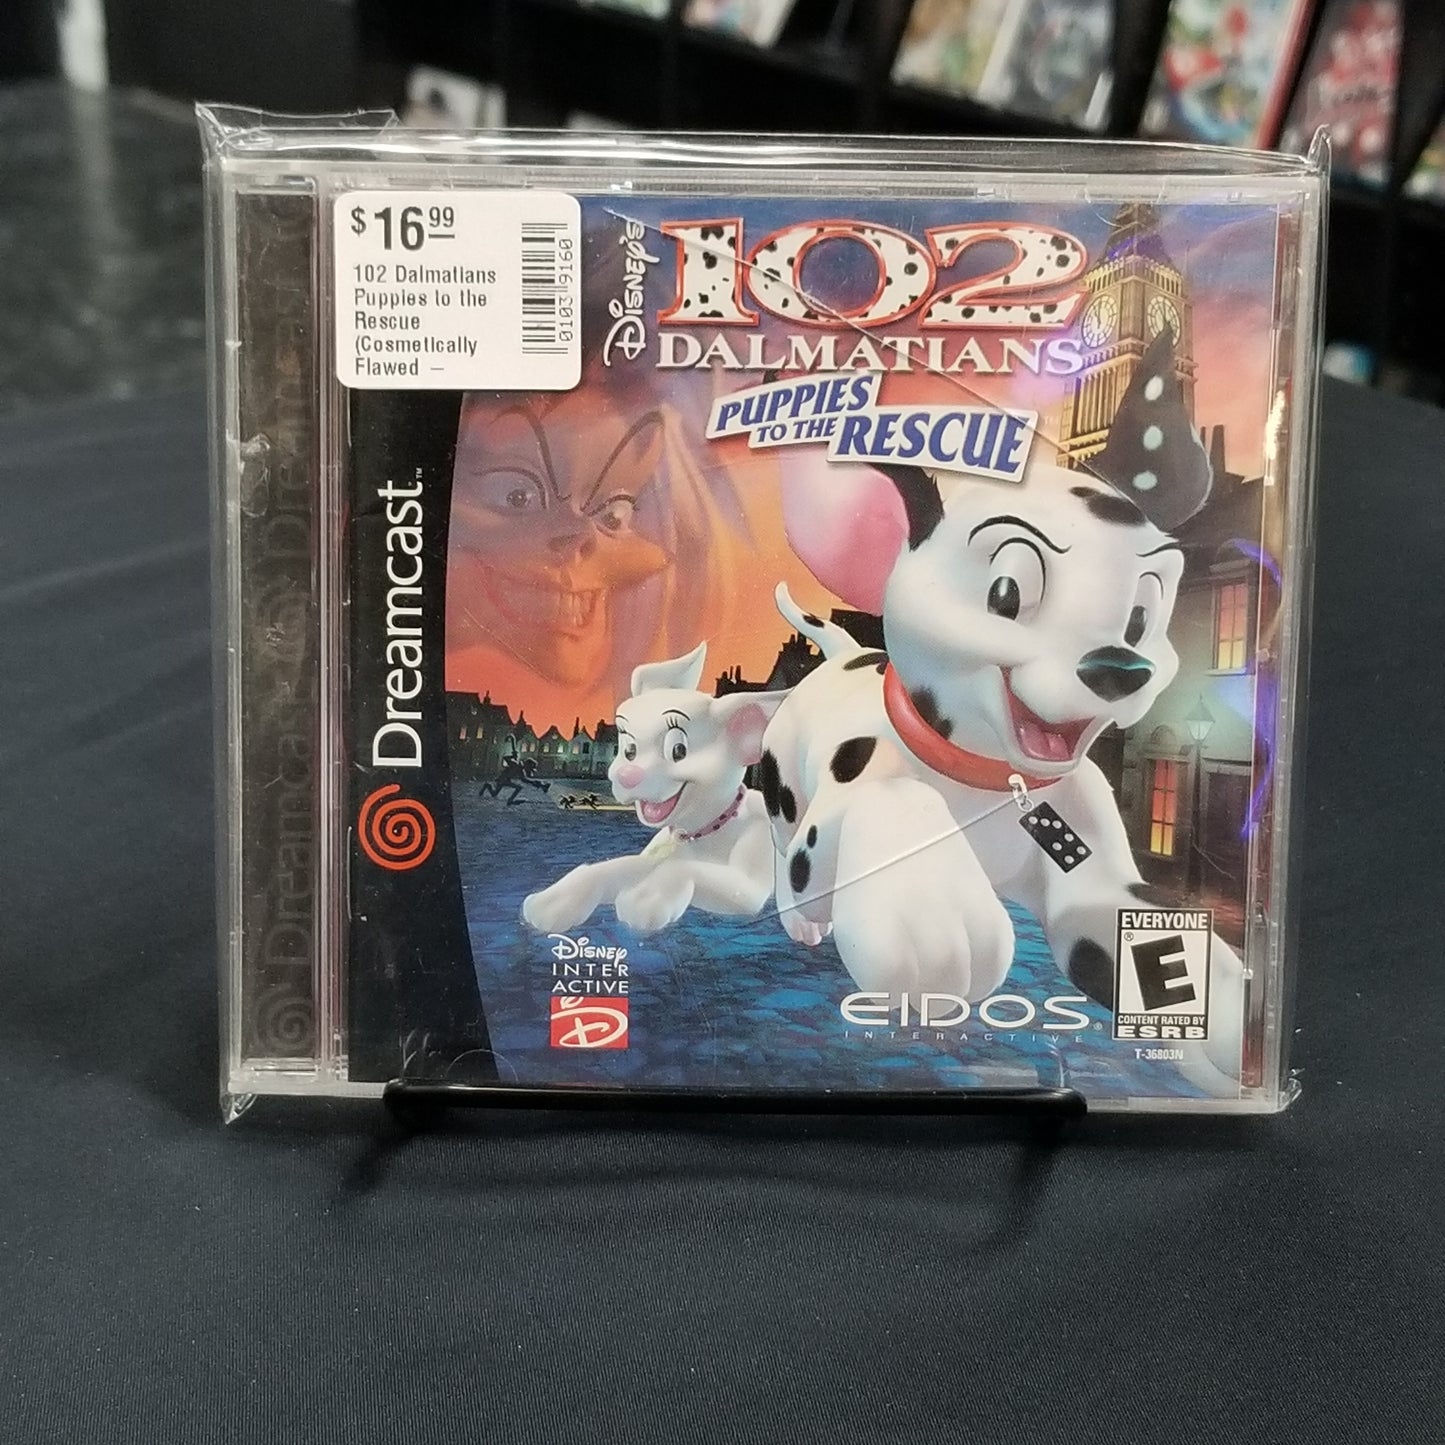 $16 99
102 Dalmatians
Puppies to the
Rescue
(Cosmetically
Flawed –
0103 9160
Disney's
102
DALMATIANS
PUPPIES
TO THE RESCUE
Dreamcast™
Dreamcast
Dreamcast
Disney
INTER
ACTIVE
EIDOS
INTERACTIVE
EVERYONE
E
CONTENT RATED BY
ESRB
T-36803N